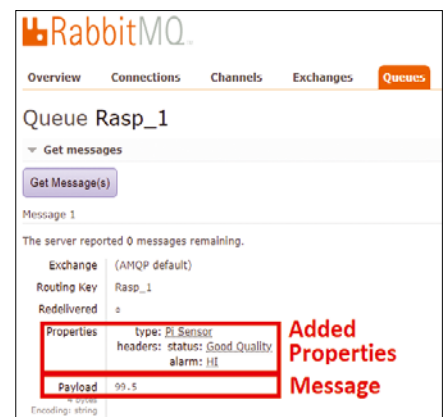 RabbitMQ
Overview Connections Channels Exchanges Queues
Queue Rasp_1
Get messages
Get Message(s)
Message 1
The server reported 0 messages remaining.
Exchange (AMQP default)
Routing Key Rasp_1
Redelivered o
Properties type: Pi Sensor
headers: status: Good Quality
alarm: HI
Added
Properties
Payload 99.5
Message
4 bytes
Encoding: string